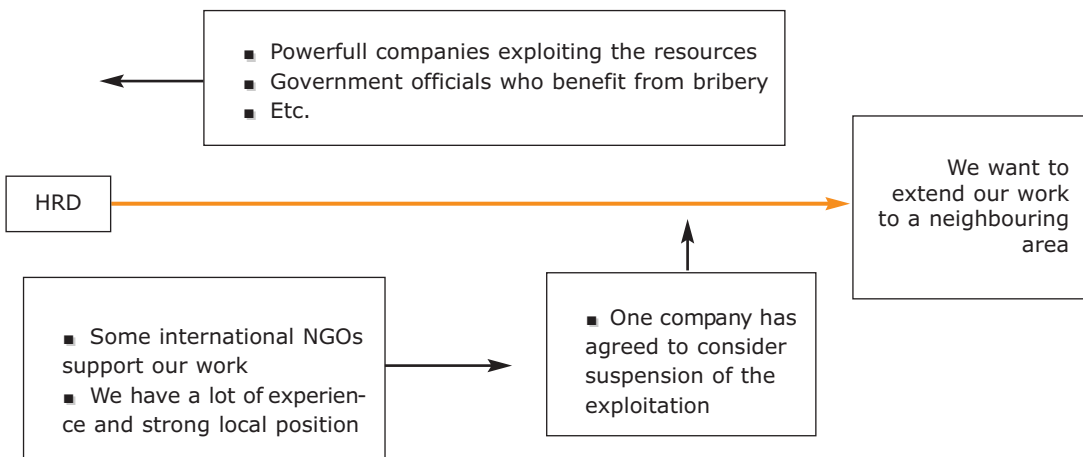 ■ Powerfull companies exploiting the resources
■ Government officials who benefit from bribery
■ Etc.
HRD
We want to
extend our work
to a neighbouring
area
■ Some international NGOs
support our work
■ We have a lot of experien-
ce and strong local position
■ One company has
agreed to consider
suspension of the
exploitation